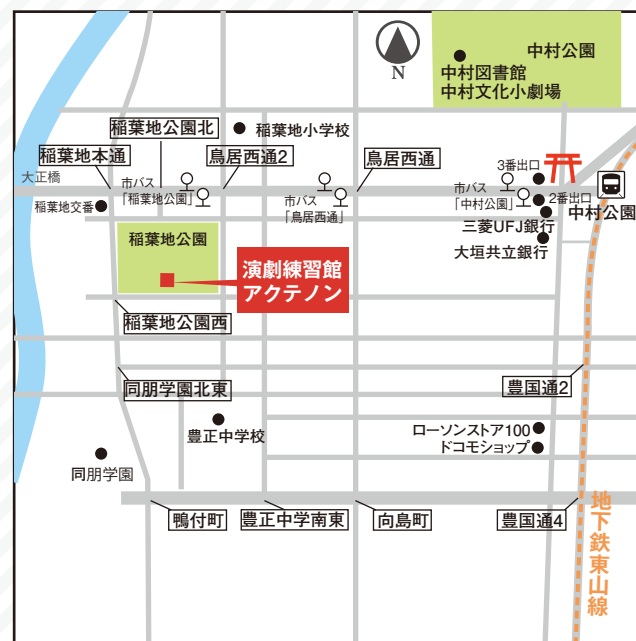 中村公園
中村図書館
中村文化小劇場
N
稲葉地公園北
稲葉地小学校
稲葉地本通
鳥居西通2
鳥居西通
3番出口
大正橋
市バス
「稲葉地公園」
市バス
「鳥居西通」
市バス
「中村公園」
2番出口
中村公園
稲葉地交番
三菱UFJ銀行
大垣共立銀行
稲葉地公園
演劇練習館
アクテノン
稲葉地公園西
同朋学園北東
豊国通2
豊正中学校
ローソンストア100
ドコモショップ
同朋学園
鴨付町
豊正中学南東
向島町
豊国通4
地下鉄東山線